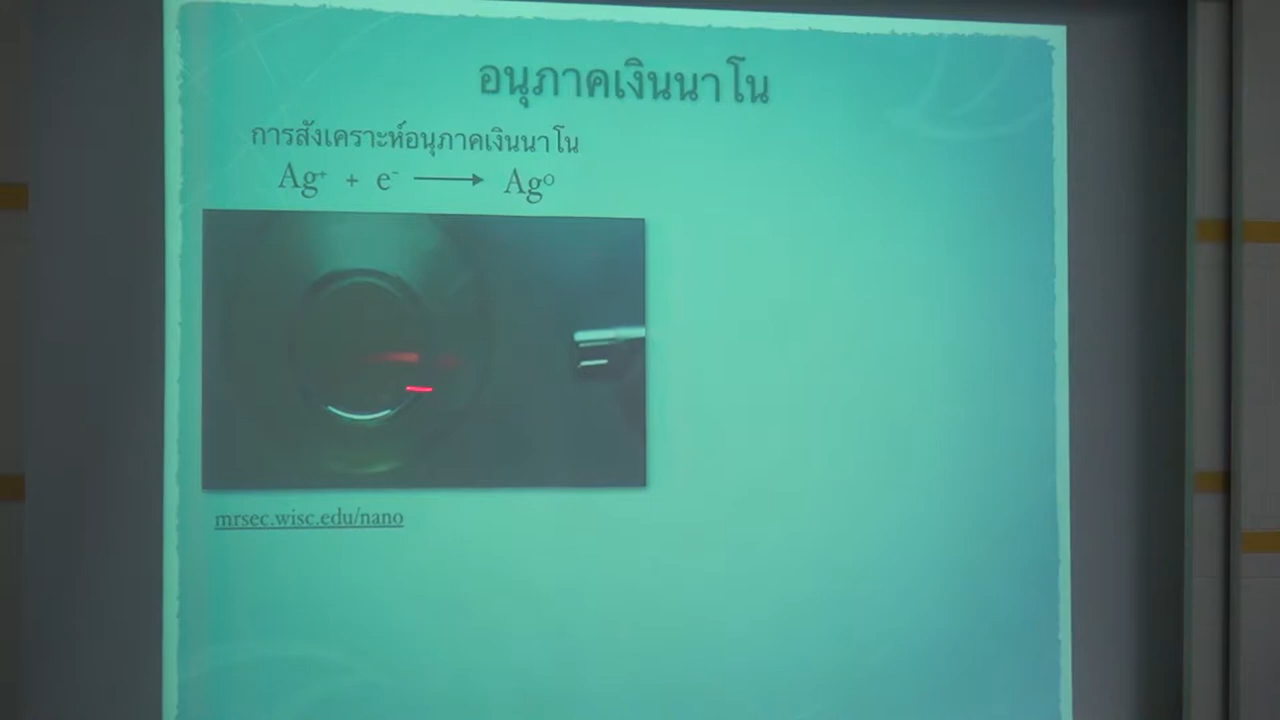 อนุภาคเงินนาโน
การสังเคราะห์อนุภาคเงินนาโน
Ag⁺ + e⁻ ⟶ Ag⁰
mrsec.wisc.edu/nano